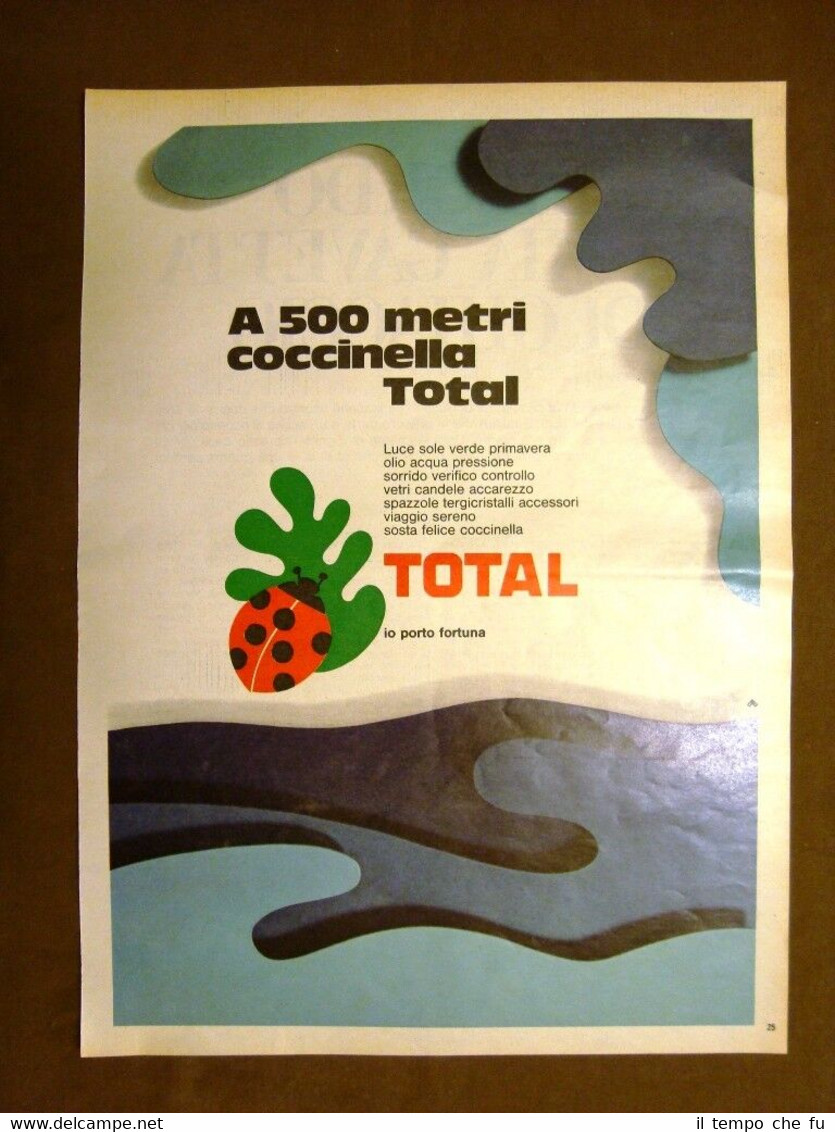 A 500 metri
coccinella
Total
Luce sole verde primavera
olio acqua pressione
sorrido verifico controllo
vetri candele accarezzo
spazzole tergicristalli accessori
viaggio sereno
sosta felice coccinella
TOTAL
io porto fortuna
25
www.delcampe.net
il tempo che fu